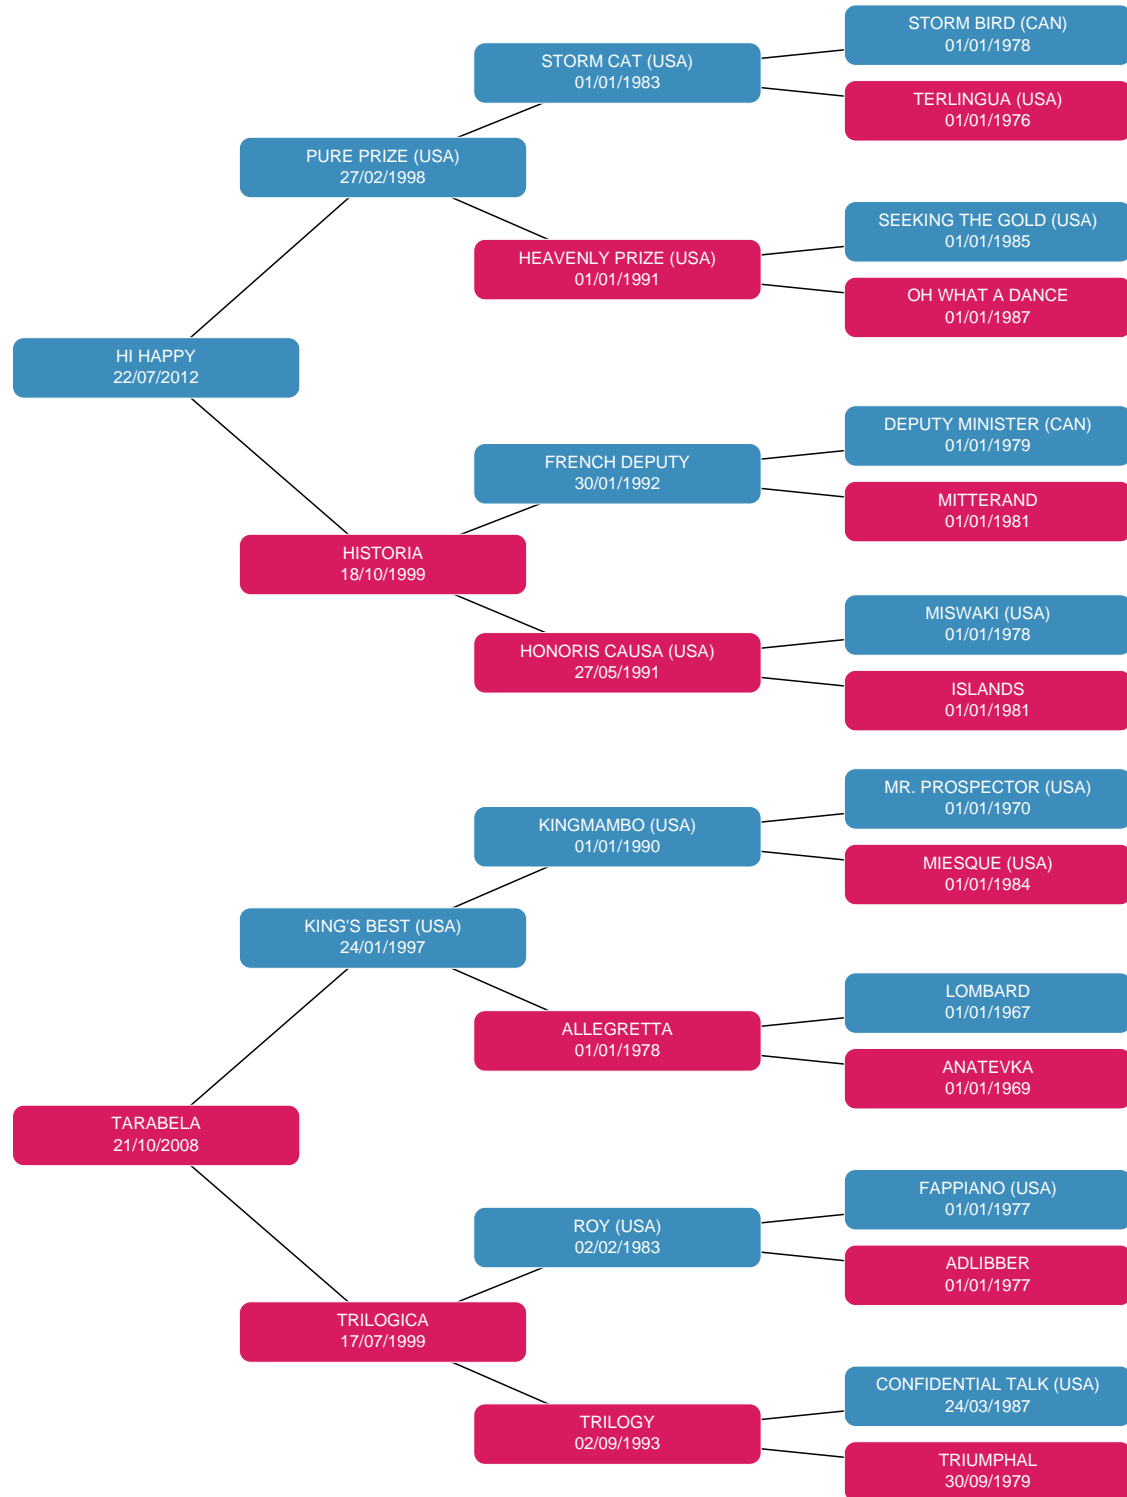 STORM BIRD (CAN)
01/01/1978
STORM CAT (USA)
01/01/1983
TERLINGUA (USA)
01/01/1976
PURE PRIZE (USA)
27/02/1998
SEEKING THE GOLD (USA)
01/01/1985
HEAVENLY PRIZE (USA)
01/01/1991
OH WHAT A DANCE
01/01/1987
HI HAPPY
22/07/2012
DEPUTY MINISTER (CAN)
01/01/1979
FRENCH DEPUTY
30/01/1992
MITTERAND
01/01/1981
HISTORIA
18/10/1999
MISWAKI (USA)
01/01/1978
HONORIS CAUSA (USA)
27/05/1991
ISLANDS
01/01/1981
MR. PROSPECTOR (USA)
01/01/1970
KINGMAMBO (USA)
01/01/1990
MIESQUE (USA)
01/01/1984
KING'S BEST (USA)
24/01/1997
LOMBARD
01/01/1967
ALLEGRETTA
01/01/1978
ANATEVKA
01/01/1969
TARABELA
21/10/2008
FAPPIANO (USA)
01/01/1977
ROY (USA)
02/02/1983
ADLIBBER
01/01/1977
TRILOGICA
17/07/1999
CONFIDENTIAL TALK (USA)
24/03/1987
TRILOGY
02/09/1993
TRIUMPHAL
30/09/1979